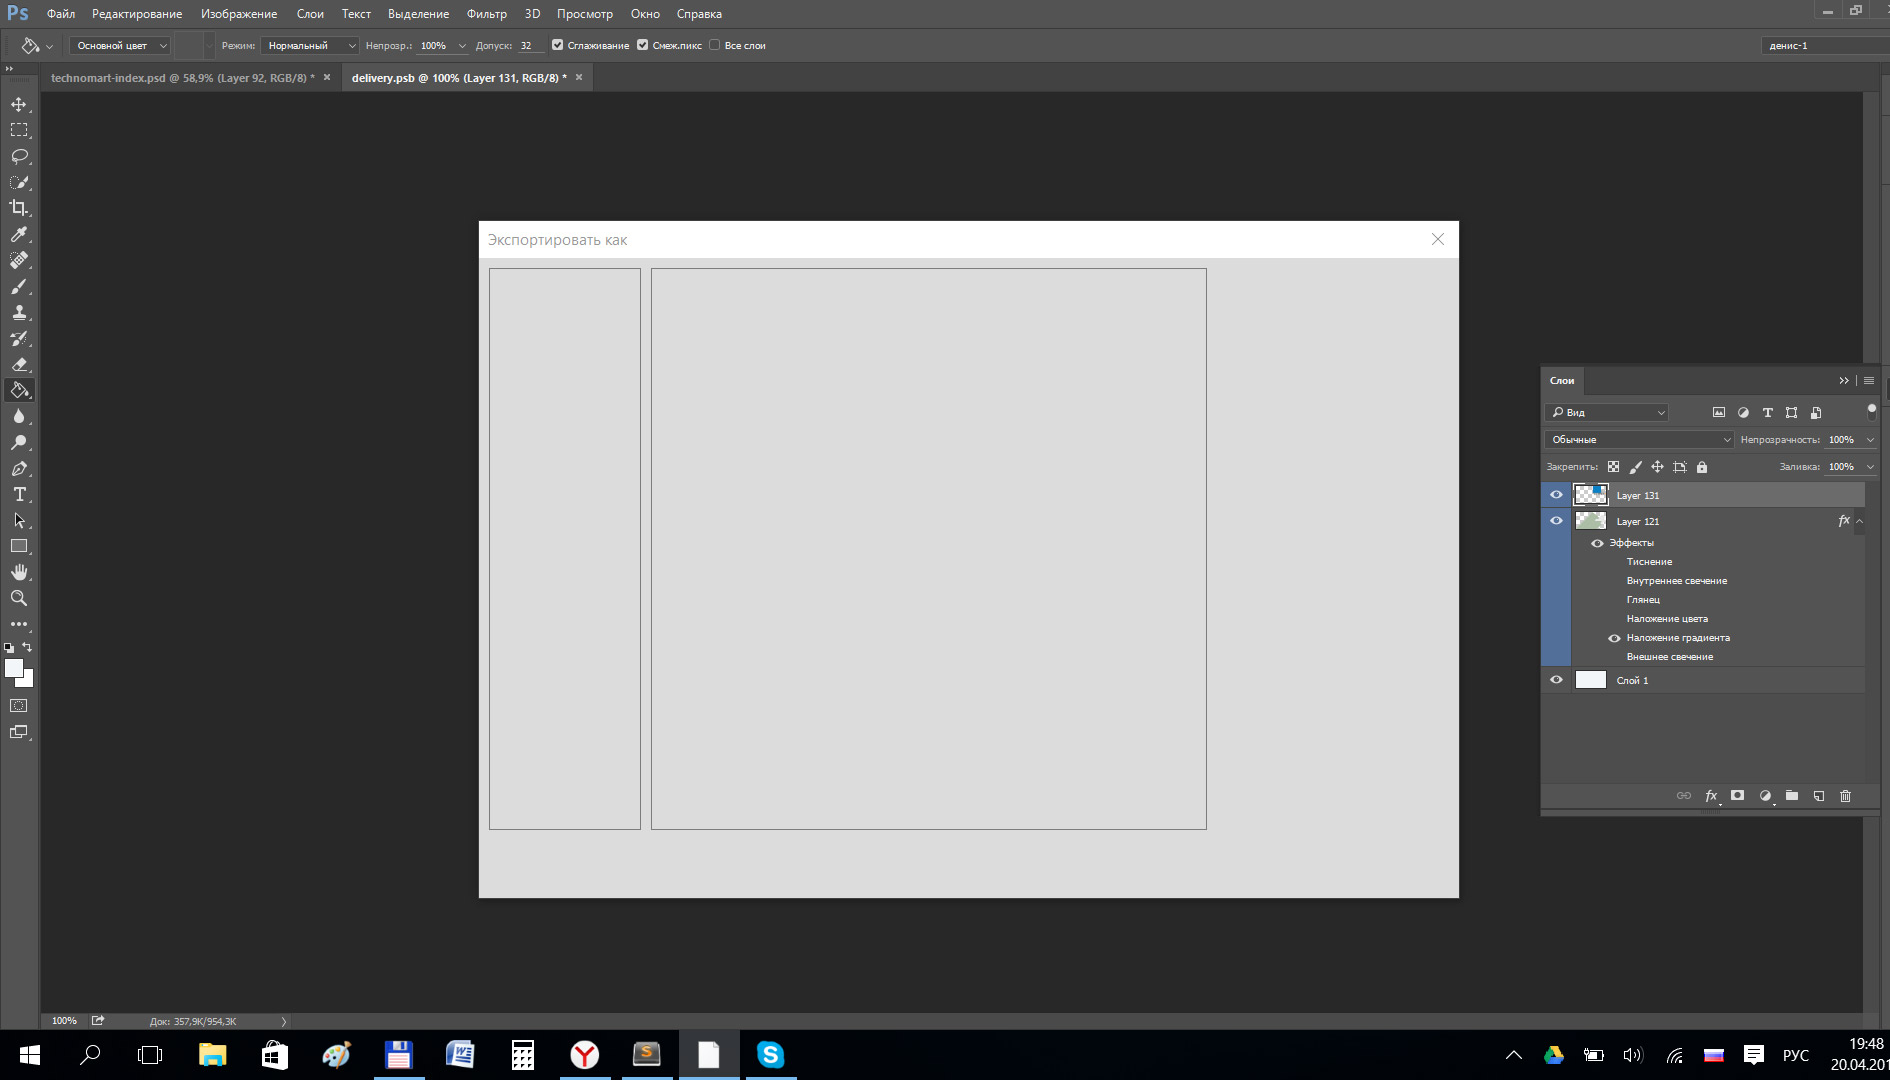 Ps Файл Редактирование Изображение Слои Текст Выделение Фильтр 3D Просмотр Окно Справка
Основной цвет Режим: Нормальный Непрозр.: 100% Допуск: 32 Сглаживание Смеж.пикс Все слои денис-1
technomart-index.psd @ 58,9% (Layer 92, RGB/8) * × delivery.psb @ 100% (Layer 131, RGB/8) * ×
Экспортировать как
Слои
Вид
Обычные Непрозрачность: 100%
Закрепить: Заливка: 100%
Layer 131
Layer 121 fx
Эффекты
Тиснение
Внутреннее свечение
Глянец
Наложение цвета
Наложение градиента
Внешнее свечение
Слой 1
fx
100% Док: 357,9K/954,3K
РУС
19:48
20.04.201